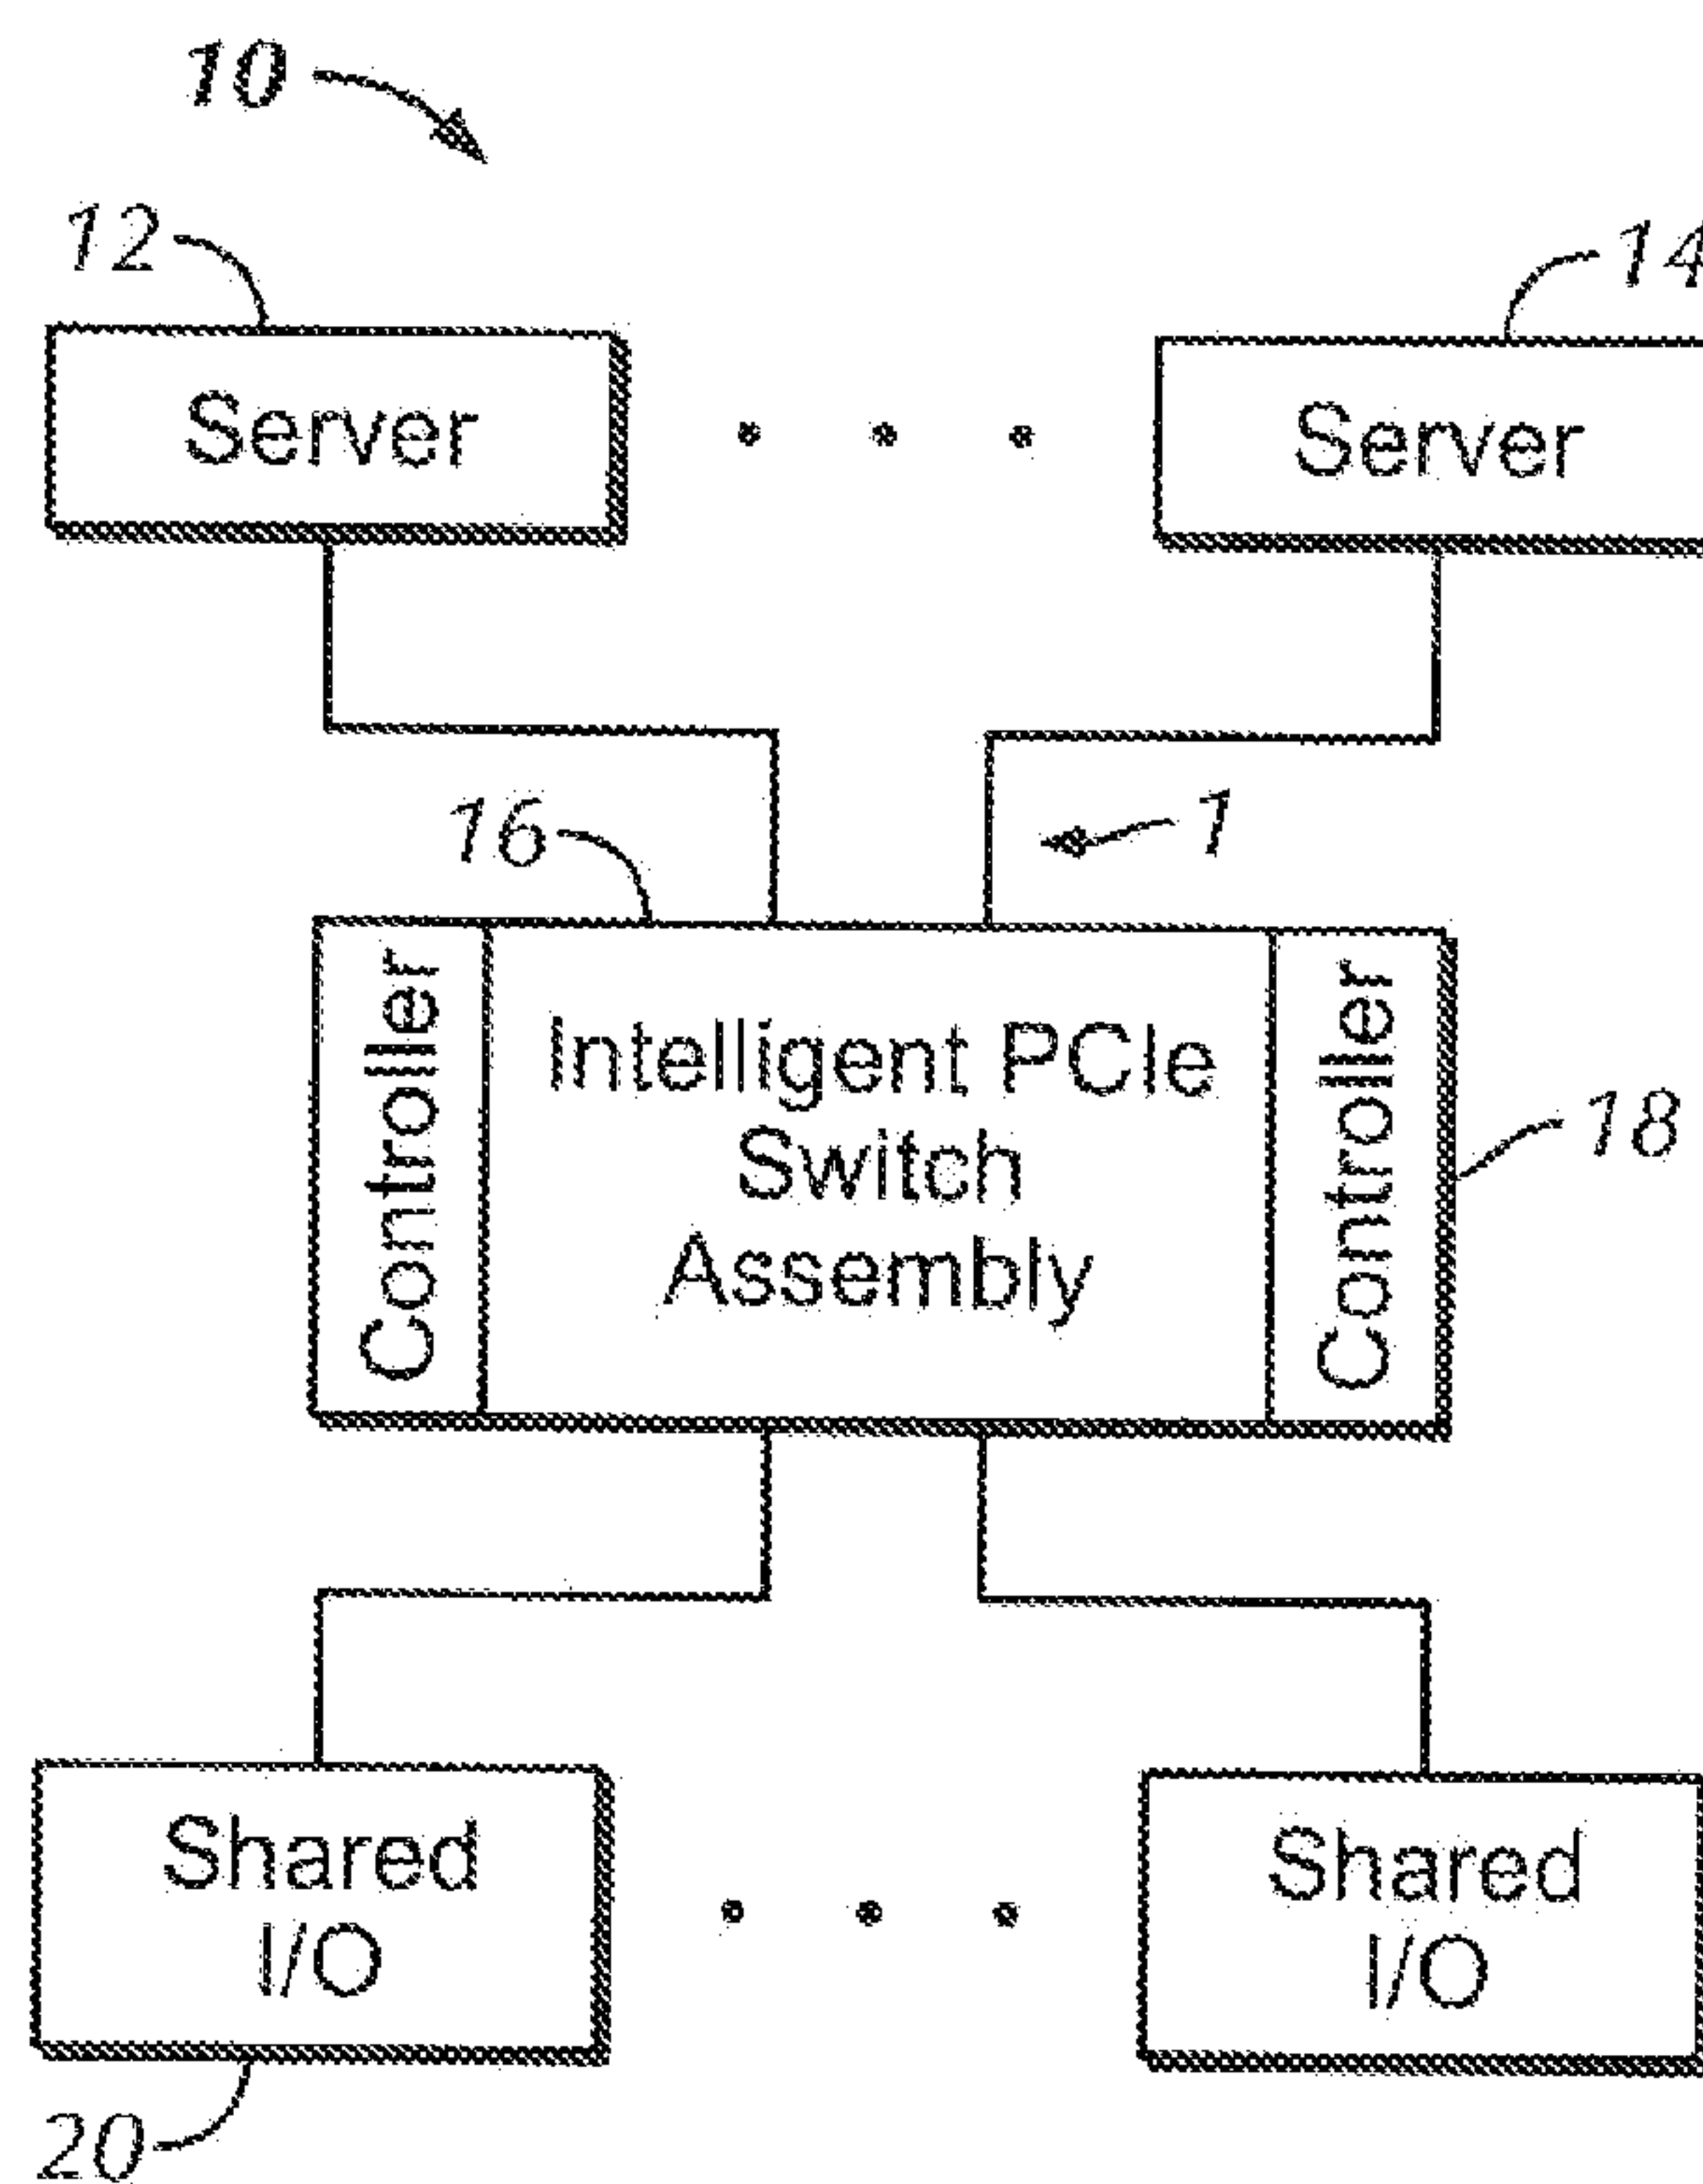 10
12
14
Server
Server
16
1
Controller
Intelligent PCIe
Switch
Assembly
Controller
18
Shared
I/O
Shared
I/O
20